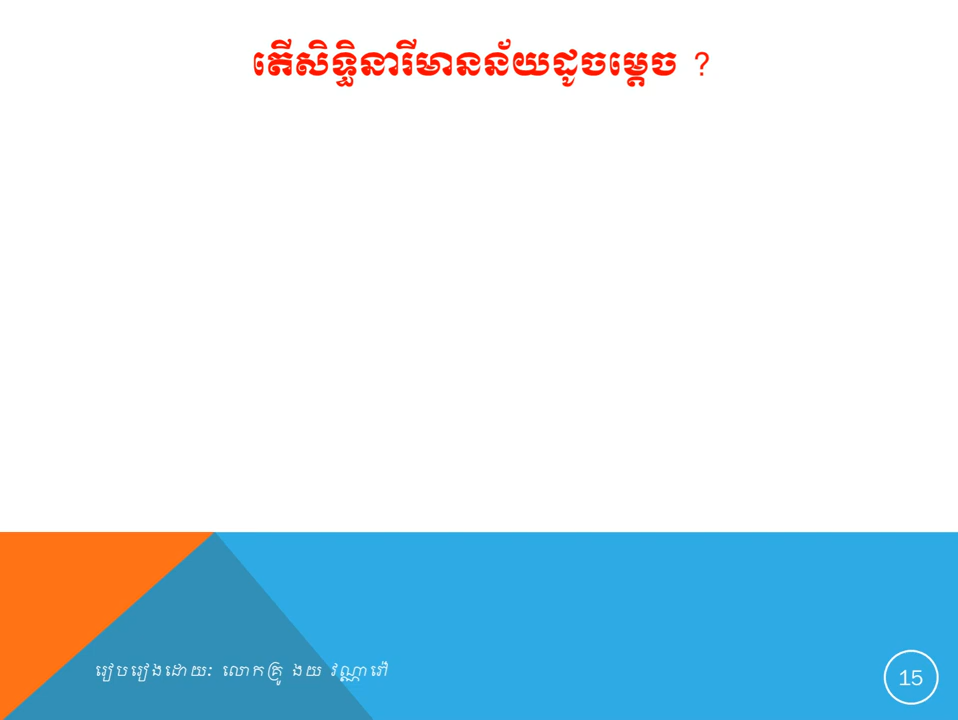 តើសិទ្ធិនារីមានន័យដូចម្ដេច ?
រៀបរៀងដោយ: លោកគ្រូ ងយ វណ្ណារ៉ៅ
15